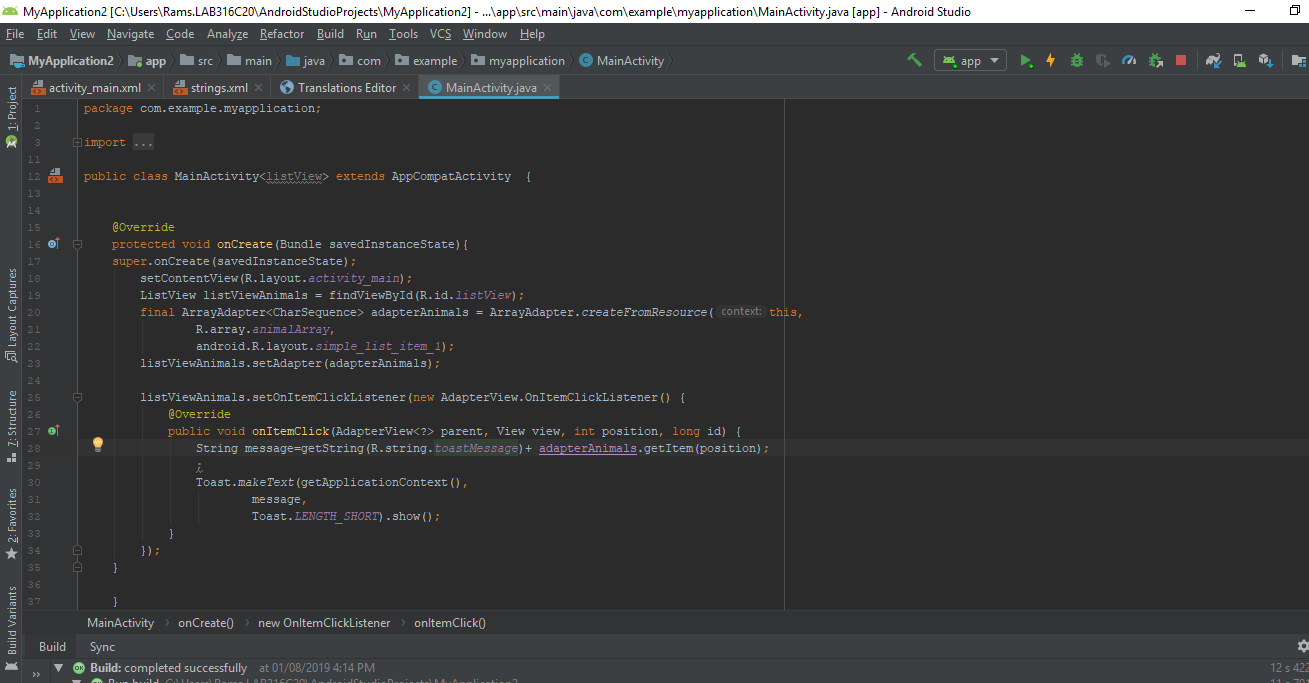 MyApplication2 [C:\Users\Rams.LAB316C20\AndroidStudioProjects\MyApplication2] - ...\app\src\main\java\com\example\myapplication\MainActivity.java [app] - Android Studio
File Edit View Navigate Code Analyze Refactor Build Run Tools VCS Window Help
MyApplication2 app src main java com example myapplication MainActivity app
activity_main.xml strings.xml Translations Editor MainActivity.java
1: Project
Layout Captures
7: Structure
2: Favorites
Build Variants
1 package com.example.myapplication;
2
3 import ...
11
12 public class MainActivity<listView> extends AppCompatActivity {
13
14
15 @Override
16 protected void onCreate(Bundle savedInstanceState){
17 super.onCreate(savedInstanceState);
18 setContentView(R.layout.activity_main);
19 ListView listViewAnimals = findViewById(R.id.listView);
20 final ArrayAdapter<CharSequence> adapterAnimals = ArrayAdapter.createFromResource( context: this,
21 R.array.animalArray,
22 android.R.layout.simple_list_item_1);
23 listViewAnimals.setAdapter(adapterAnimals);
24
25 listViewAnimals.setOnItemClickListener(new AdapterView.OnItemClickListener() {
26 @Override
27 public void onItemClick(AdapterView<?> parent, View view, int position, long id) {
28 String message=getString(R.string.toastMessage)+ adapterAnimals.getItem(position);
29 ;
30 Toast.makeText(getApplicationContext(),
31 message,
32 Toast.LENGTH_SHORT).show();
33 }
34 });
35 }
36
37 }
MainActivity › onCreate() › new OnItemClickListener › onItemClick()
Build Sync
» Build: completed successfully at 01/08/2019 4:14 PM 12 s 422
Run build C:\Users\Rams.LAB316C20\AndroidStudioProjects\MyApplication2